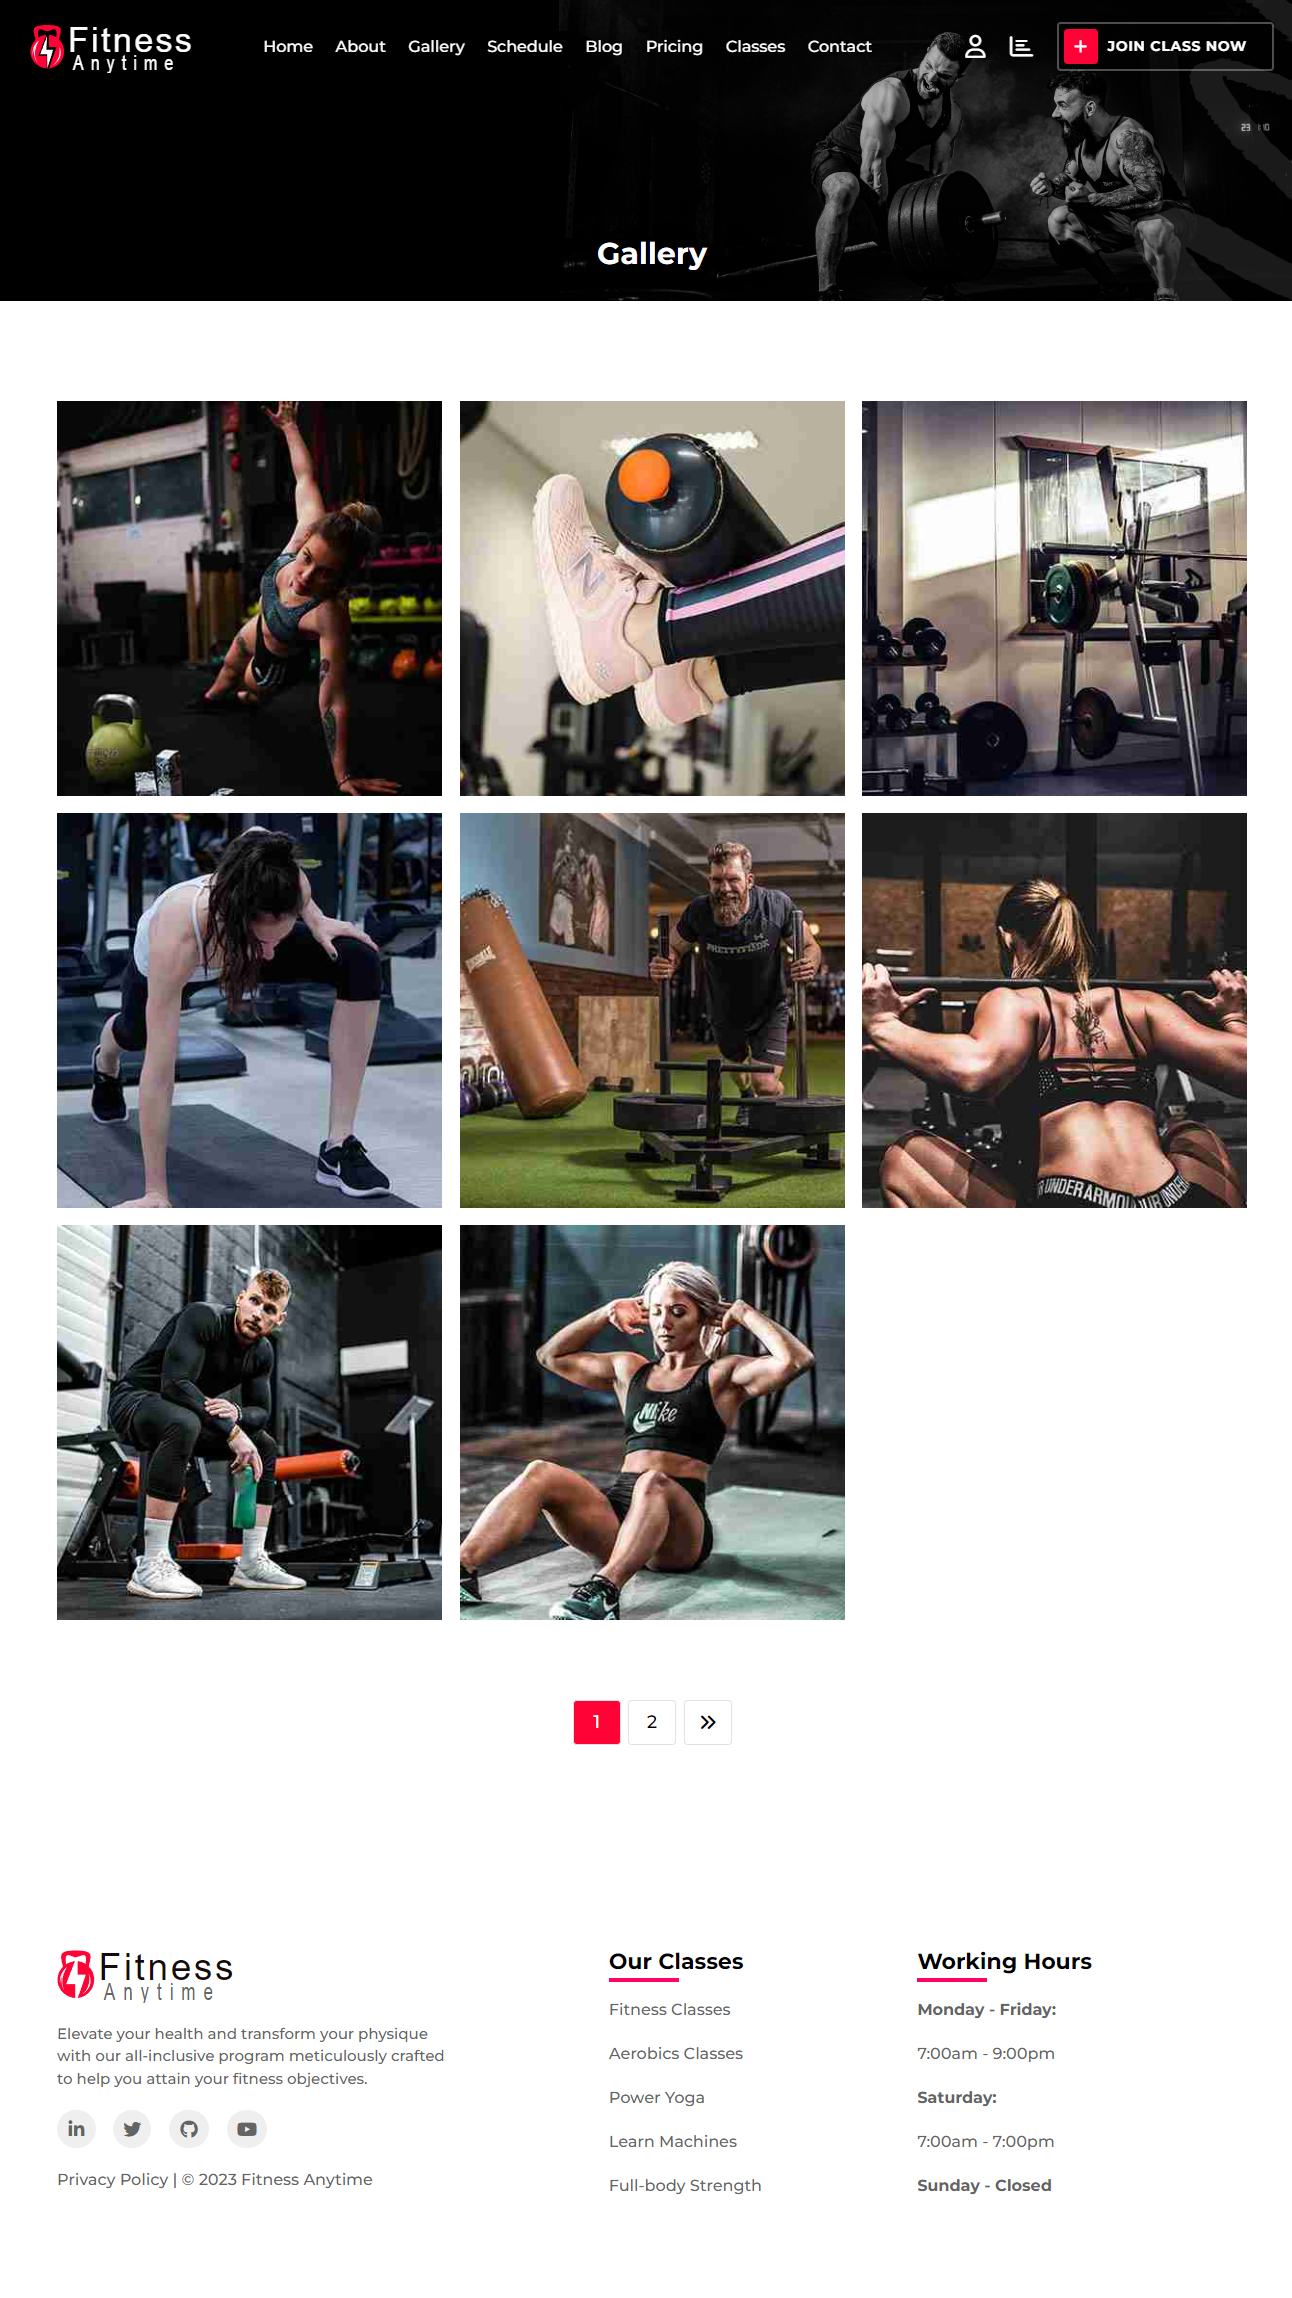 Fitness
Anytime
Home About Gallery Schedule Blog Pricing Classes Contact
JOIN CLASS NOW
Gallery
NIke
1 2
Fitness
Anytime
Elevate your health and transform your physique
with our all-inclusive program meticulously crafted
to help you attain your fitness objectives.
Privacy Policy | © 2023 Fitness Anytime
Our Classes
Fitness Classes
Aerobics Classes
Power Yoga
Learn Machines
Full-body Strength
Working Hours
Monday - Friday:
7:00am - 9:00pm
Saturday:
7:00am - 7:00pm
Sunday - Closed